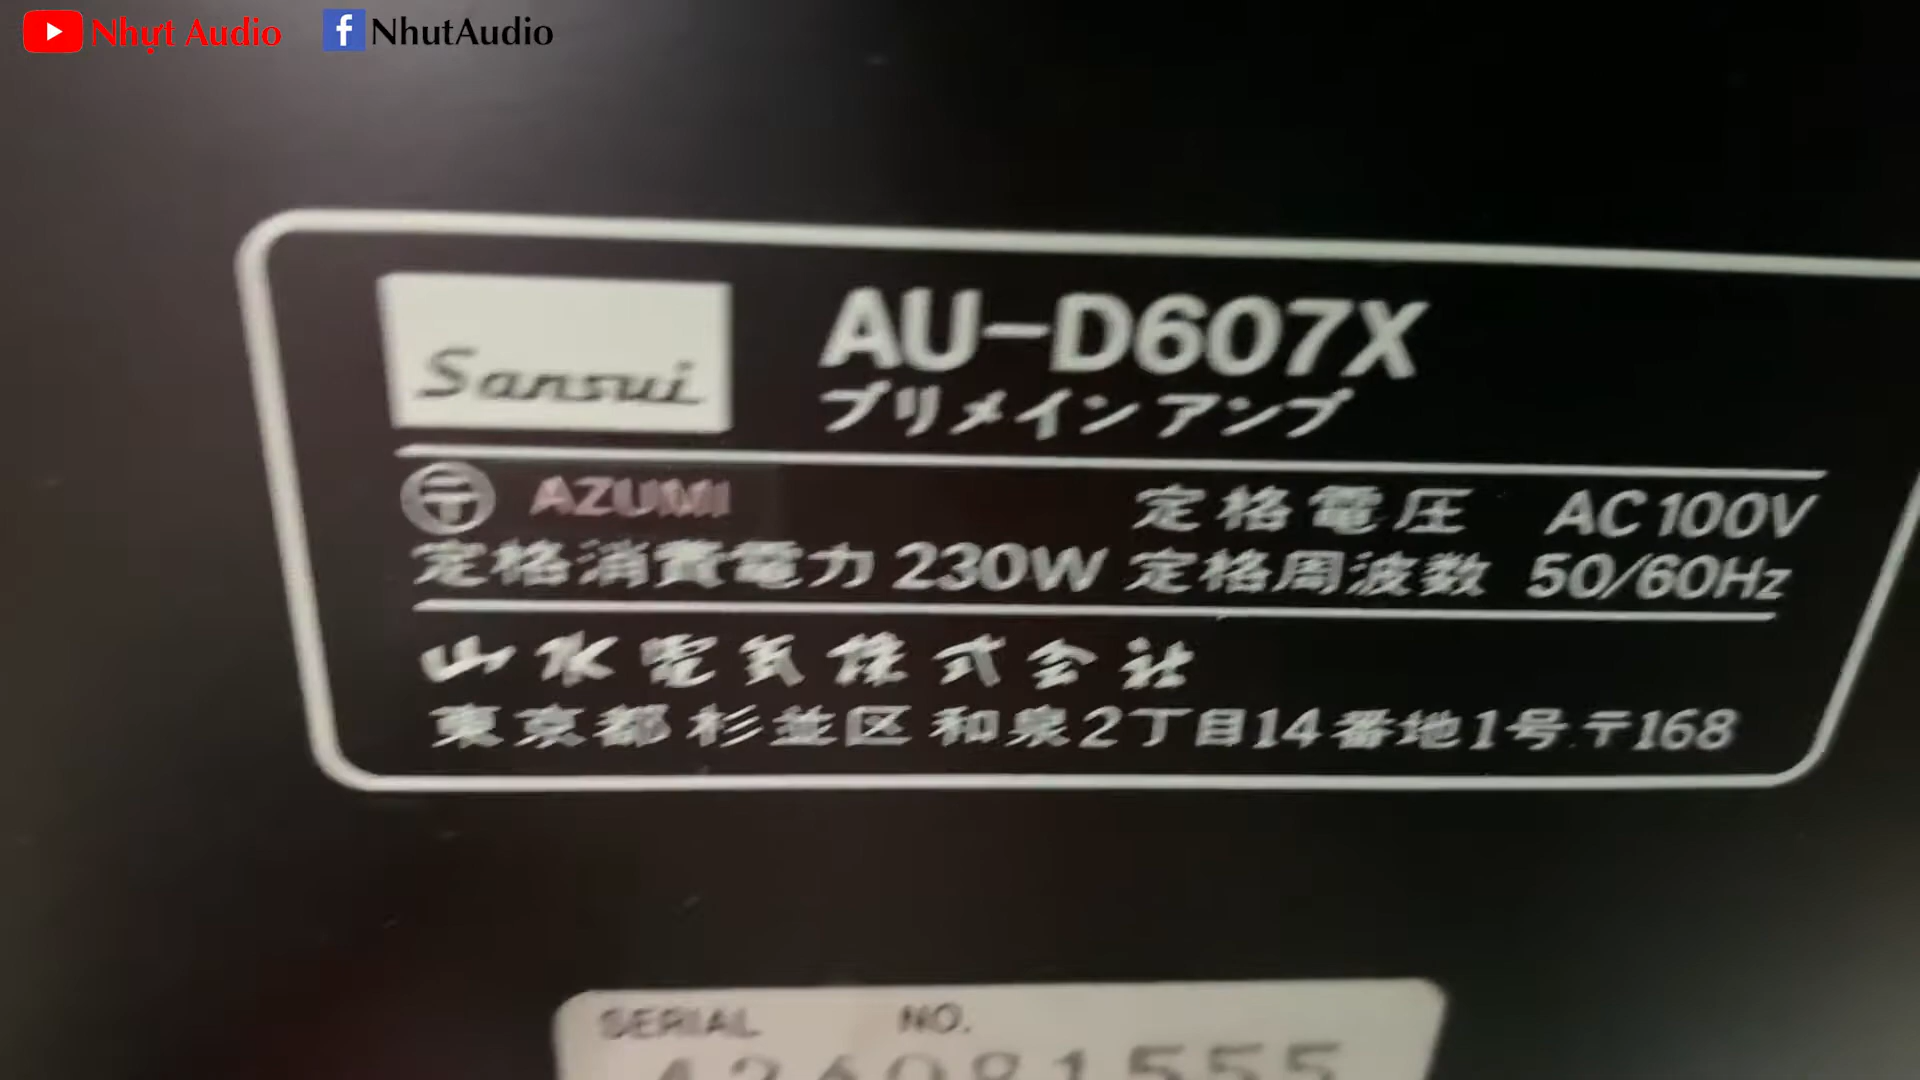 Nhựt Audio NhutAudio
Sansui
AU-D607X
プリメインアンプ
〒 AZUMI 定格電圧 AC100V
定格消費電力 230W 定格周波数 50/60Hz
山水電気株式会社
東京都杉並区和泉2丁目14番地1号 〒168
SERIAL NO.